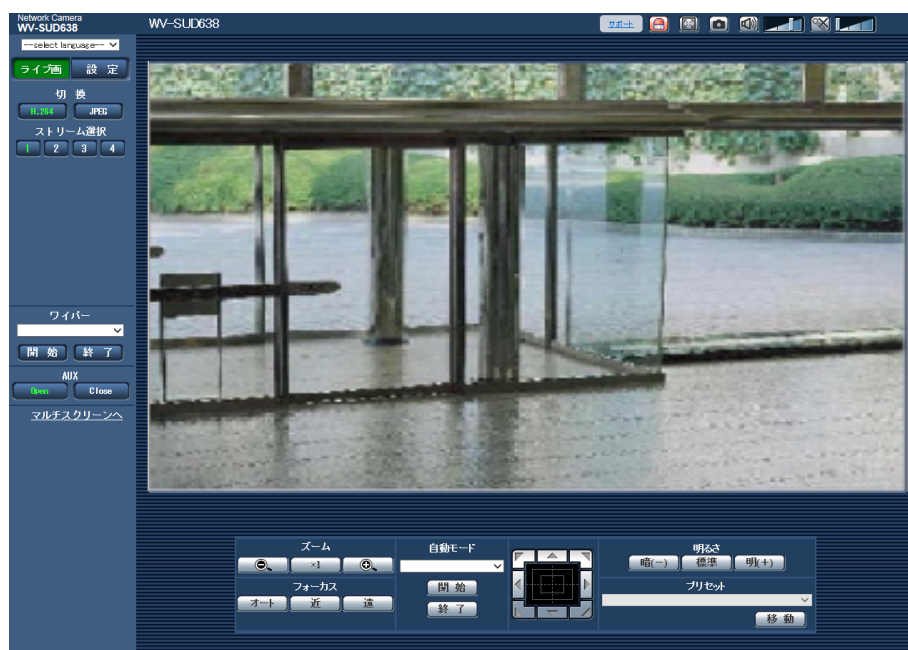 Network Camera
WV-SUD638
WV-SUD638
サポート
---select language---
ライブ画
設 定
切 換
H.264
JPEG
ストリーム選択
1 2 3 4
ワイパー
開 始
終 了
AUX
Open
Close
マルチスクリーンへ
ズーム
×1
フォーカス
オート
近
遠
自動モード
開 始
終 了
明るさ
暗(-)
標準
明(+)
プリセット
移 動